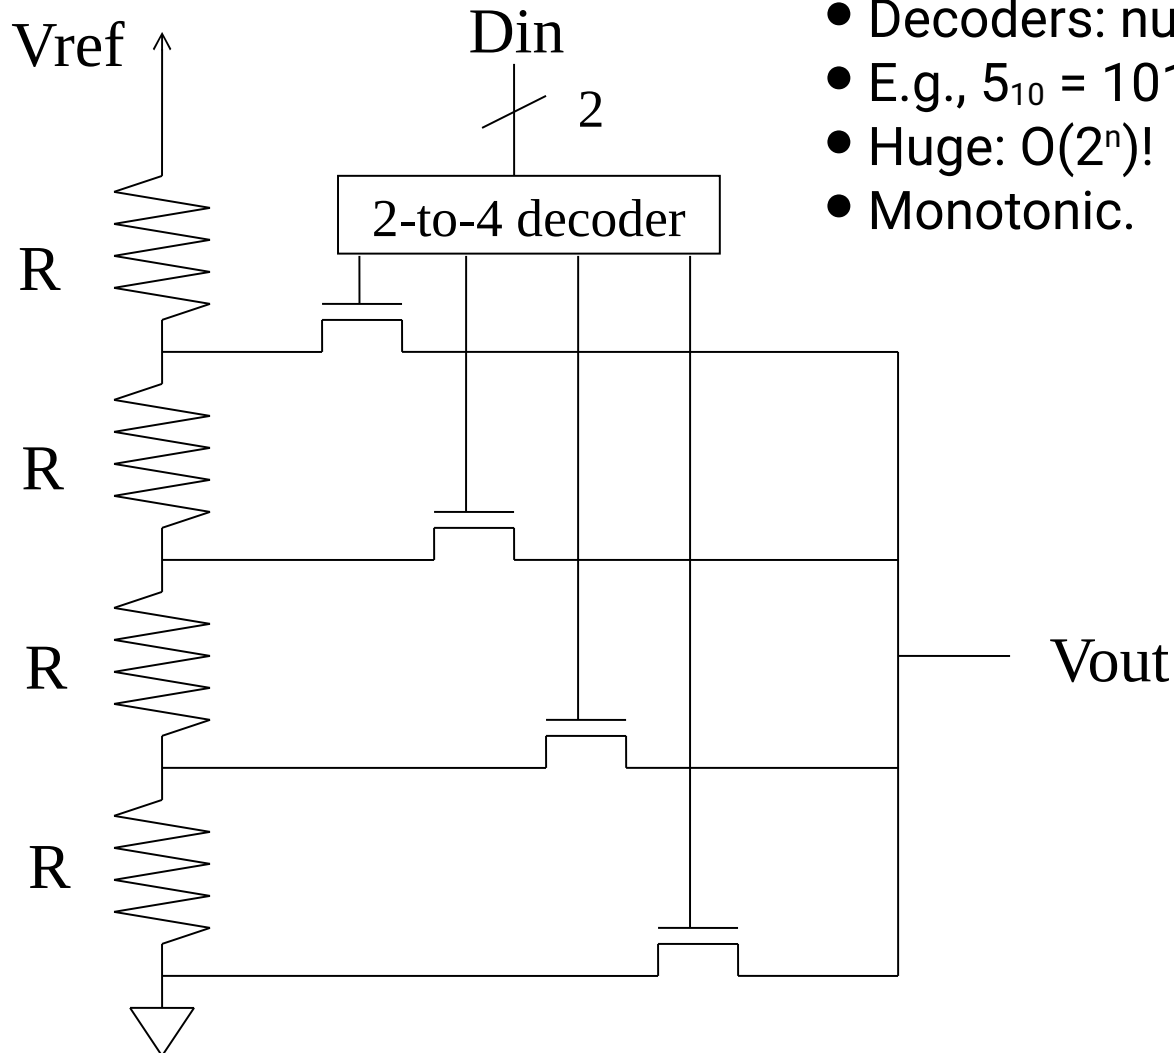 Vref
Din
2
2-to-4 decoder
R
R
R
R
Vout
● Decoders: nu
● E.g., 5₁₀ = 10
● Huge: O(2ⁿ)!
● Monotonic.